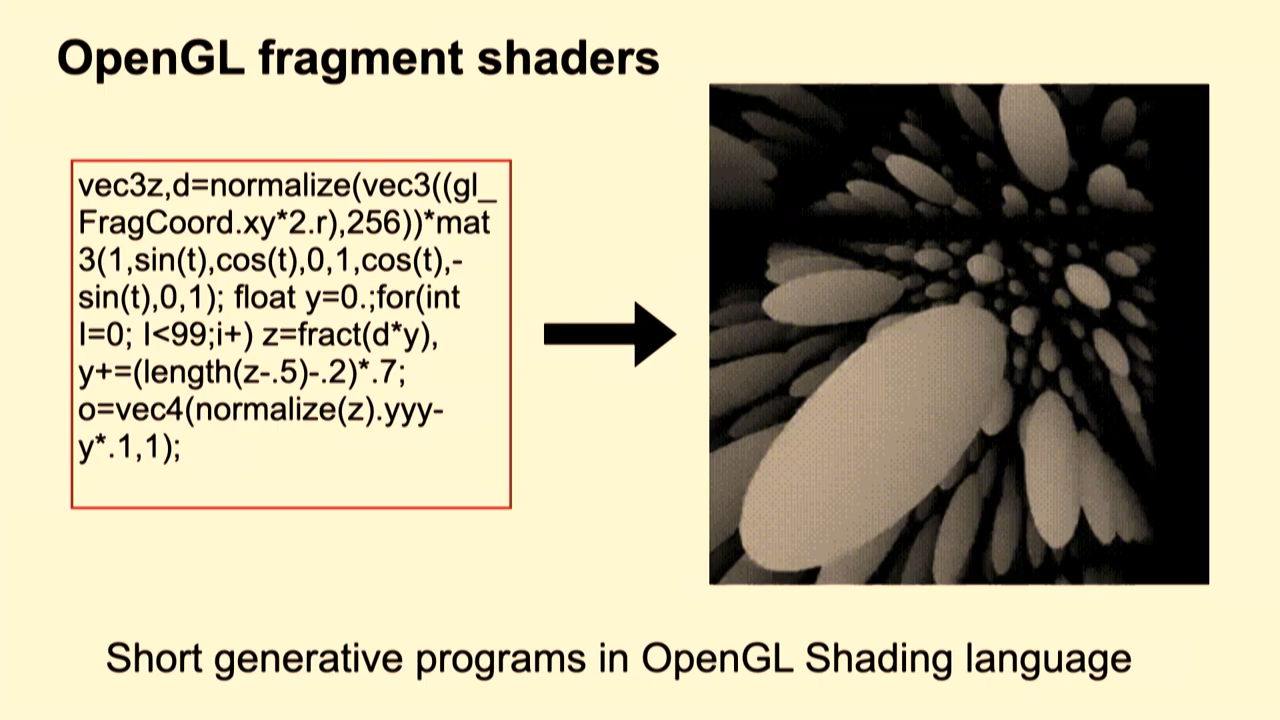 OpenGL fragment shaders
vec3z,d=normalize(vec3((gl_
FragCoord.xy*2.r),256))*mat
3(1,sin(t),cos(t),0,1,cos(t),-
sin(t),0,1); float y=0.;for(int
I=0; I<99;i+) z=fract(d*y),
y+=(length(z-.5)-.2)*.7;
o=vec4(normalize(z).yyy-
y*.1,1);
Short generative programs in OpenGL Shading language